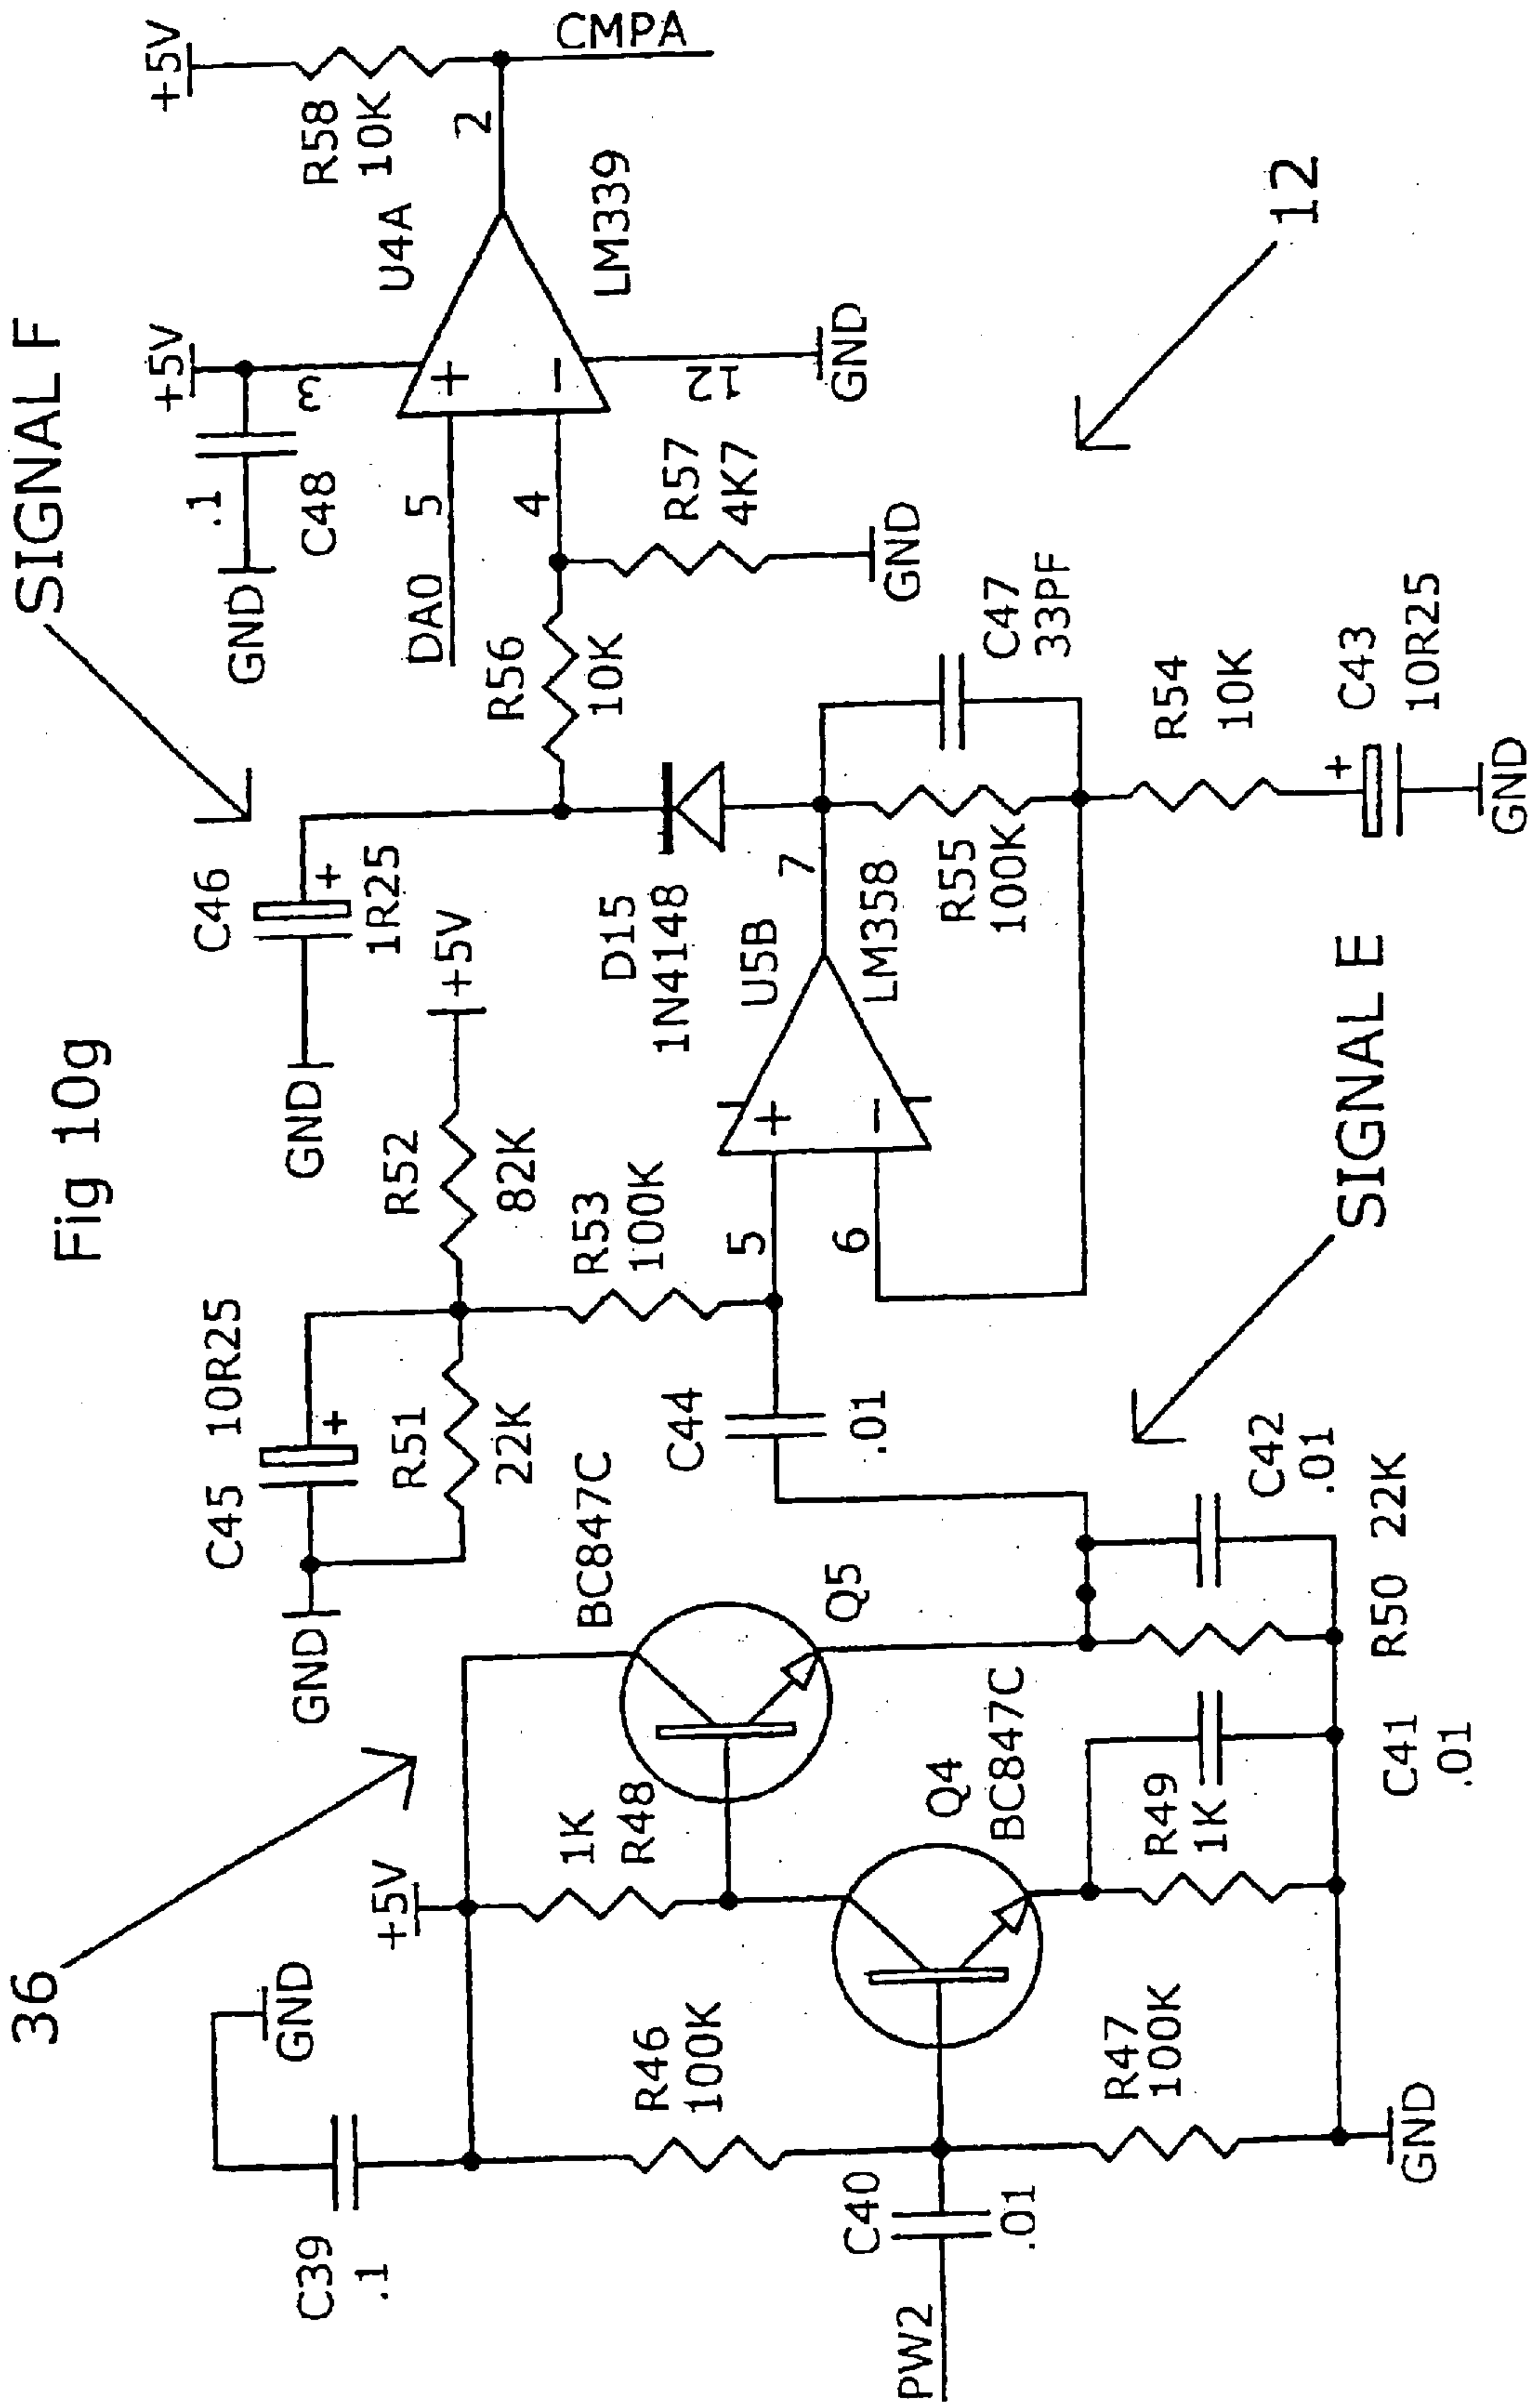 Fig 10g
36
SIGNAL F
SIGNAL E
12
C39
.1
GND
+5V
R46
100K
1K
R48
BC847C
Q5
Q4
BC847C
PW2
C40
.01
R47
100K
GND
R49
1K
C41
.01
R50 22K
C42
.01
GND
C45 10R25
+
R51
22K
R52
82K
+5V
R53
100K
C44
.01
5
6
+
−
U5B
LM358
7
R55
100K
C47
33PF
R54
10K
+
C43
10R25
GND
D15
1N4148
GND
C46
+
1R25
R56
10K
R57
4K7
GND
DA0
5
4
GND
.1
C48
+5V
3
+
−
U4A
LM339
12
GND
2
+5V
R58
10K
CMPA